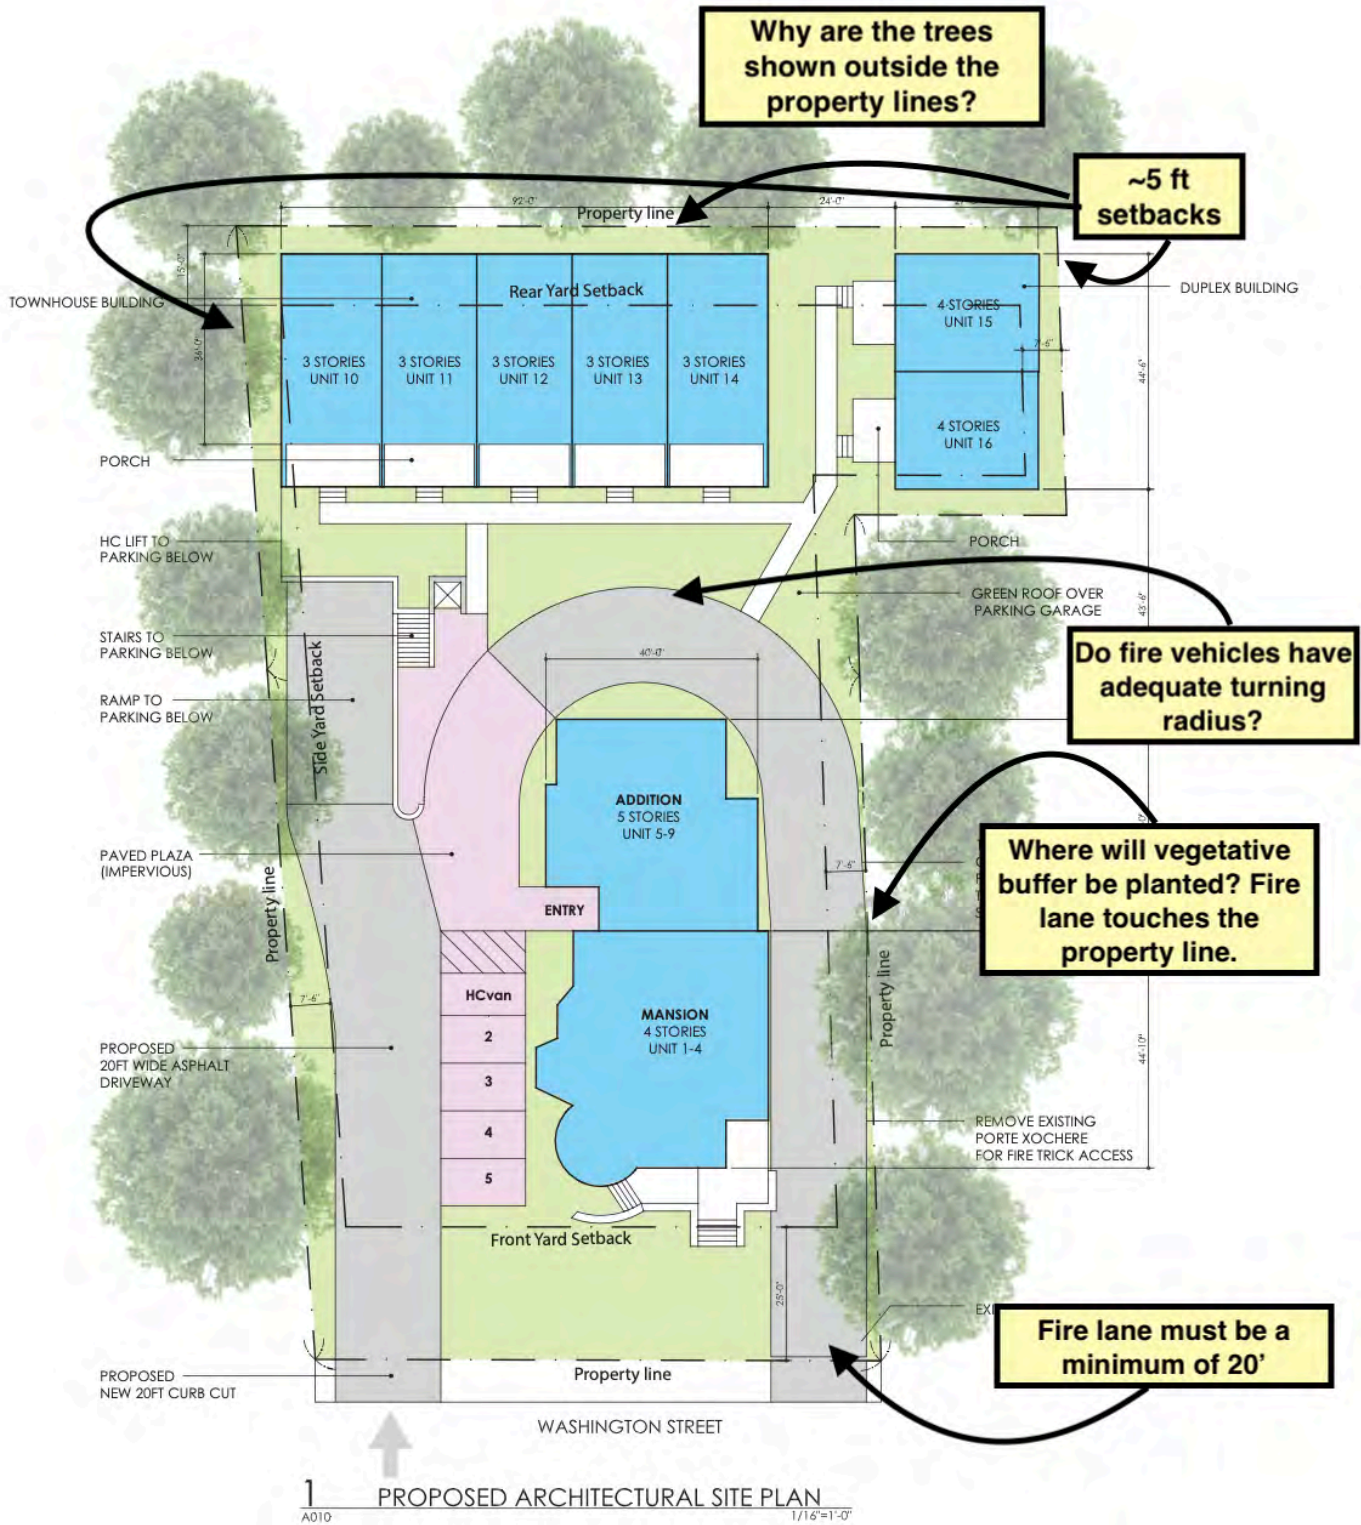 Why are the trees
shown outside the
property lines?
~5 ft
setbacks
92'-0"
Property line
24'-0"
15'-0"
TOWNHOUSE BUILDING
Rear Yard Setback
DUPLEX BUILDING
4 STORIES
UNIT 15
7'-6"
36'-0"
3 STORIES
UNIT 10
3 STORIES
UNIT 11
3 STORIES
UNIT 12
3 STORIES
UNIT 13
3 STORIES
UNIT 14
44'-6"
4 STORIES
UNIT 16
PORCH
HC LIFT TO
PARKING BELOW
PORCH
GREEN ROOF OVER
PARKING GARAGE
43'-6"
STAIRS TO
PARKING BELOW
40'-0"
Do fire vehicles have
adequate turning
radius?
RAMP TO
PARKING BELOW
Side Yard Setback
ADDITION
5 STORIES
UNIT 5-9
PAVED PLAZA
(IMPERVIOUS)
7'-6"
Where will vegetative
buffer be planted? Fire
lane touches the
property line.
Property line
ENTRY
Property line
HCvan
7'-6"
MANSION
4 STORIES
UNIT 1-4
2
3
4
5
PROPOSED
20FT WIDE ASPHALT
DRIVEWAY
44'-10"
REMOVE EXISTING
PORTE XOCHERE
FOR FIRE TRICK ACCESS
Front Yard Setback
25'-0"
Fire lane must be a
minimum of 20'
PROPOSED
NEW 20FT CURB CUT
Property line
WASHINGTON STREET
1
PROPOSED ARCHITECTURAL SITE PLAN
A010
1/16"=1'-0"